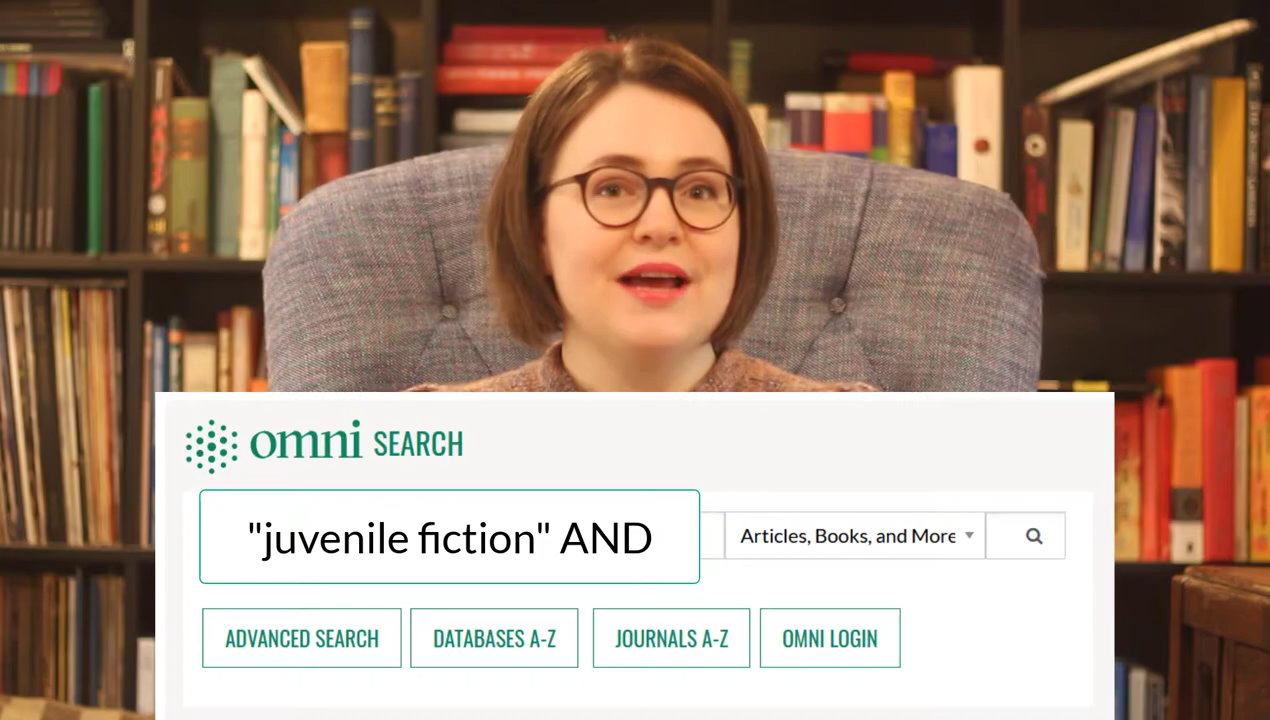 omni SEARCH
"juvenile fiction" AND
Articles, Books, and More
ADVANCED SEARCH
DATABASES A-Z
JOURNALS A-Z
OMNI LOGIN